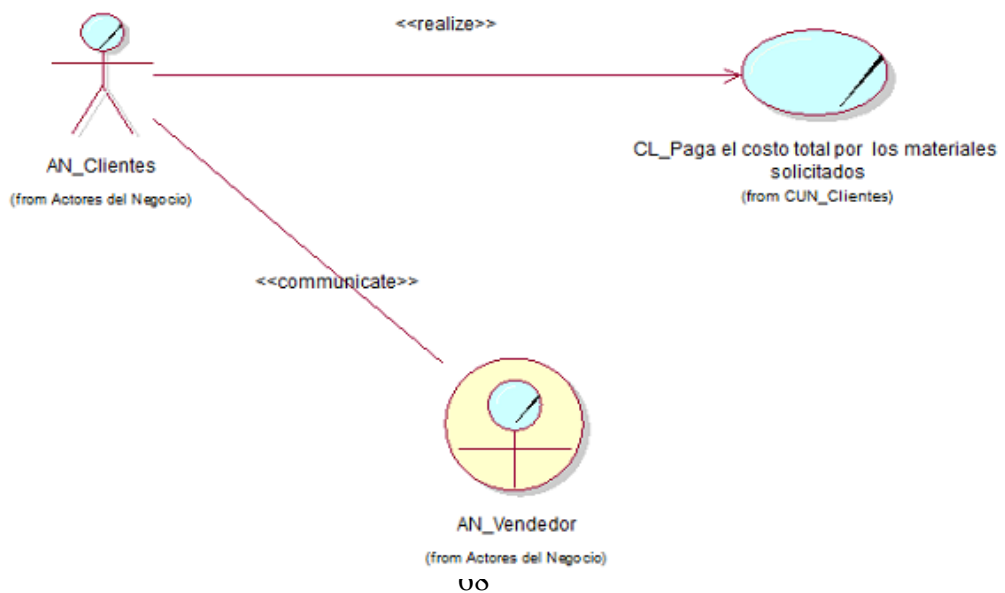 <<realize>>
AN_Clientes
(from Actores del Negocio)
CL_Paga el costo total por los materiales
solicitados
(from CUN_Clientes)
<<communicate>>
AN_Vendedor
(from Actores del Negocio)